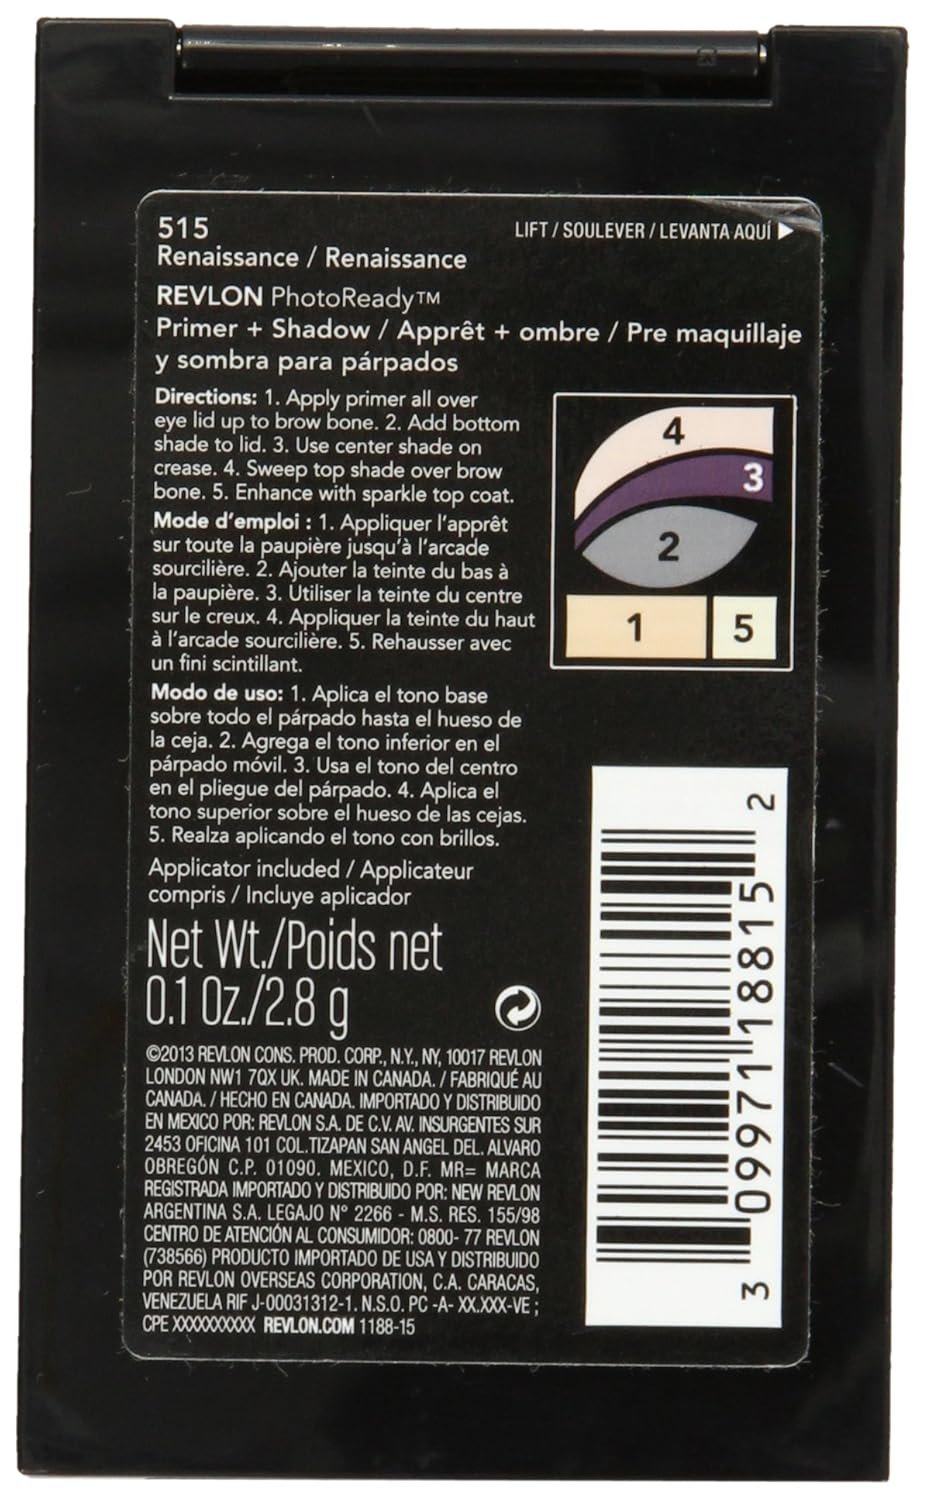 515
LIFT / SOULEVER / LEVANTA AQUÍ ▶
Renaissance / Renaissance
REVLON PhotoReady™
Primer + Shadow / Apprêt + ombre / Pre maquillaje
y sombra para párpados
Directions: 1. Apply primer all over
eye lid up to brow bone. 2. Add bottom
shade to lid. 3. Use center shade on
crease. 4. Sweep top shade over brow
bone. 5. Enhance with sparkle top coat.
Mode d'emploi : 1. Appliquer l'apprêt
sur toute la paupière jusqu'à l'arcade
sourcilière. 2. Ajouter la teinte du bas à
la paupière. 3. Utiliser la teinte du centre
sur le creux. 4. Appliquer la teinte du haut
à l'arcade sourcilière. 5. Rehausser avec
un fini scintillant.
Modo de uso: 1. Aplica el tono base
sobre todo el párpado hasta el hueso de
la ceja. 2. Agrega el tono inferior en el
párpado móvil. 3. Usa el tono del centro
en el pliegue del párpado. 4. Aplica el
tono superior sobre el hueso de las cejas.
5. Realza aplicando el tono con brillos.
Applicator included / Applicateur
compris / Incluye aplicador
Net Wt./Poids net
0.1 Oz./2.8 g
©2013 REVLON CONS. PROD. CORP., N.Y., NY, 10017 REVLON
LONDON NW1 7QX UK. MADE IN CANADA. / FABRIQUÉ AU
CANADA. / HECHO EN CANADA. IMPORTADO Y DISTRIBUIDO
EN MEXICO POR: REVLON S.A. DE C.V. AV. INSURGENTES SUR
2453 OFICINA 101 COL. TIZAPAN SAN ANGEL DEL. ALVARO
OBREGÓN C.P. 01090. MEXICO, D.F. MR= MARCA
REGISTRADA IMPORTADO Y DISTRIBUIDO POR: NEW REVLON
ARGENTINA S.A. LEGAJO N° 2266 - M.S. RES. 155/98
CENTRO DE ATENCIÓN AL CONSUMIDOR: 0800- 77 REVLON
(738566) PRODUCTO IMPORTADO DE USA Y DISTRIBUIDO
POR REVLON OVERSEAS CORPORATION, C.A. CARACAS,
VENEZUELA RIF J-00031312-1. N.S.O. PC -A- XX.XXX-VE ;
CPE XXXXXXXXXX REVLON.COM 1188-15
4
3
2
1
5
3 09971 18815 2